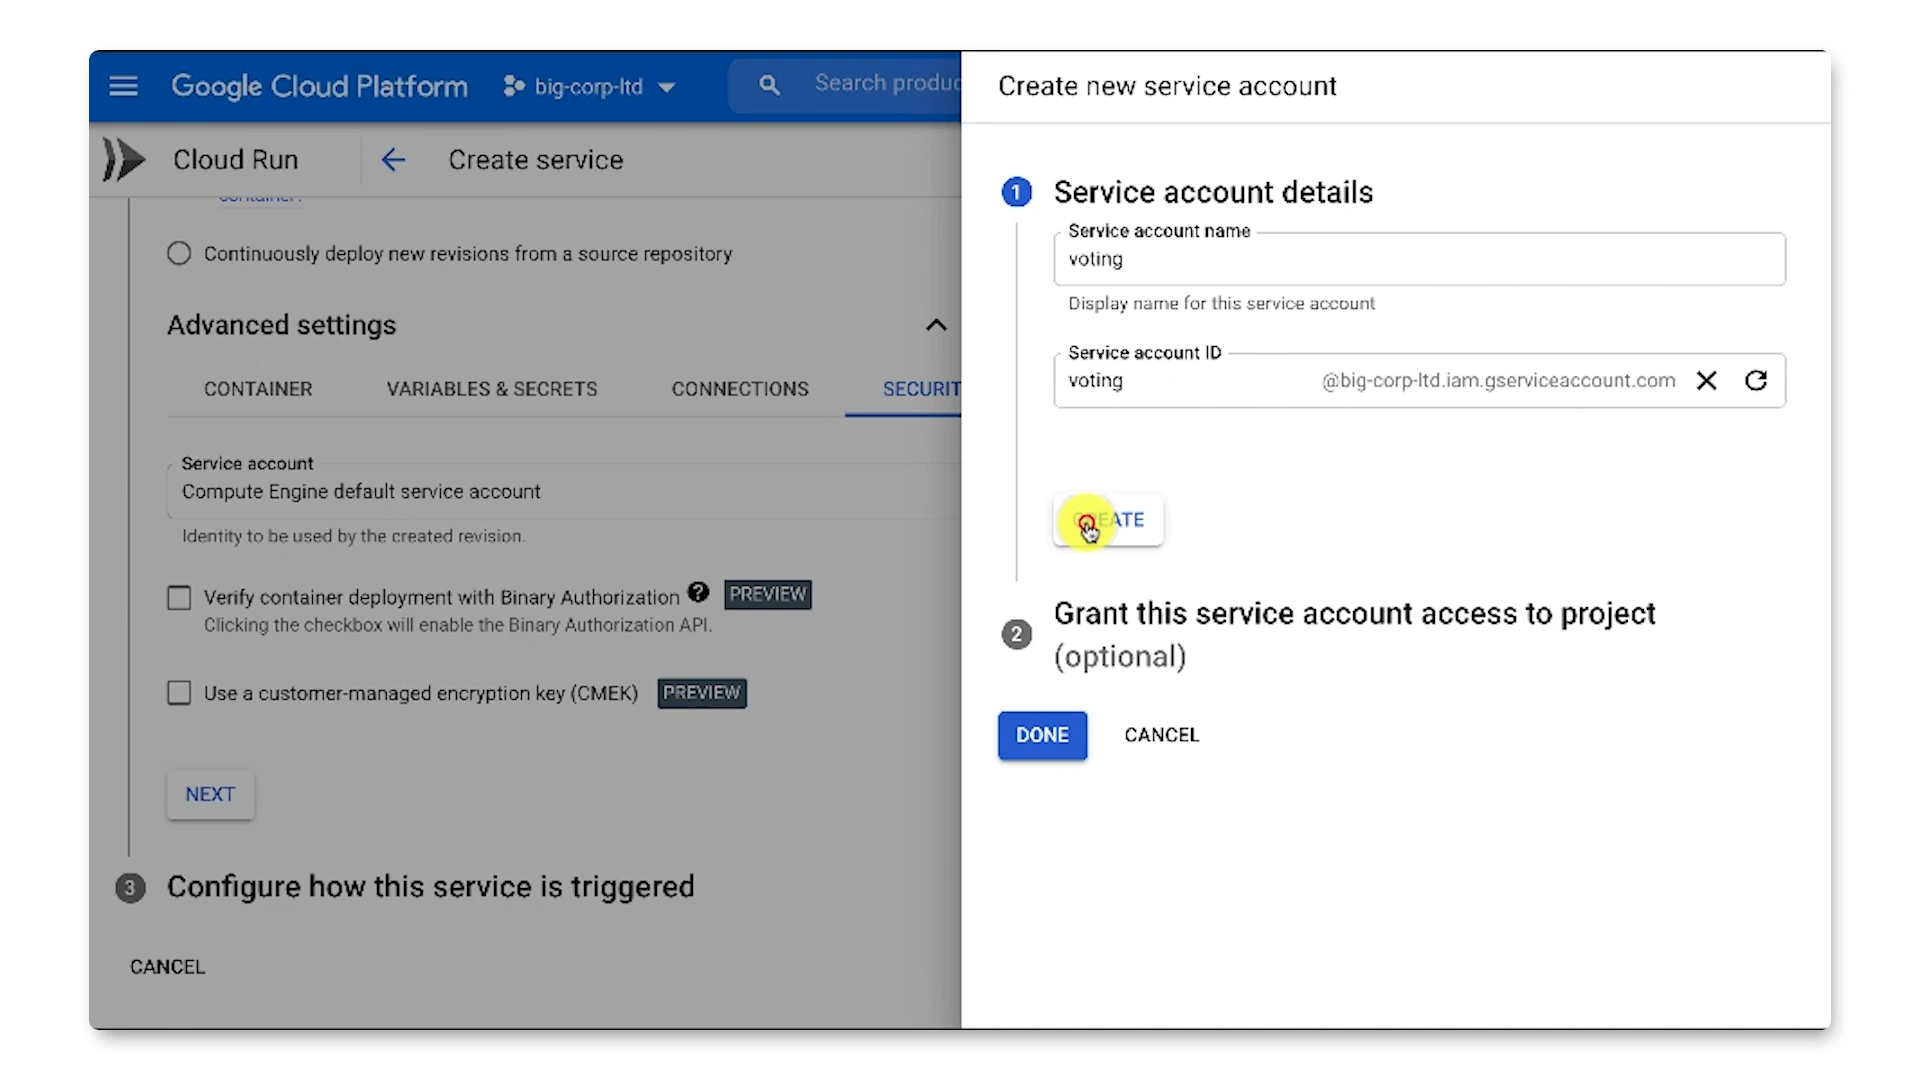 Google Cloud Platform
big-corp-ltd
Search produc
Cloud Run
Create service
Continuously deploy new revisions from a source repository
Advanced settings
CONTAINER
VARIABLES & SECRETS
CONNECTIONS
SECURIT
Service account
Compute Engine default service account
Identity to be used by the created revision.
Verify container deployment with Binary Authorization
PREVIEW
Clicking the checkbox will enable the Binary Authorization API.
Use a customer-managed encryption key (CMEK)
PREVIEW
NEXT
3
Configure how this service is triggered
CANCEL
Create new service account
1
Service account details
Service account name
voting
Display name for this service account
Service account ID
voting
@big-corp-ltd.iam.gserviceaccount.com
CREATE
2
Grant this service account access to project
(optional)
DONE
CANCEL